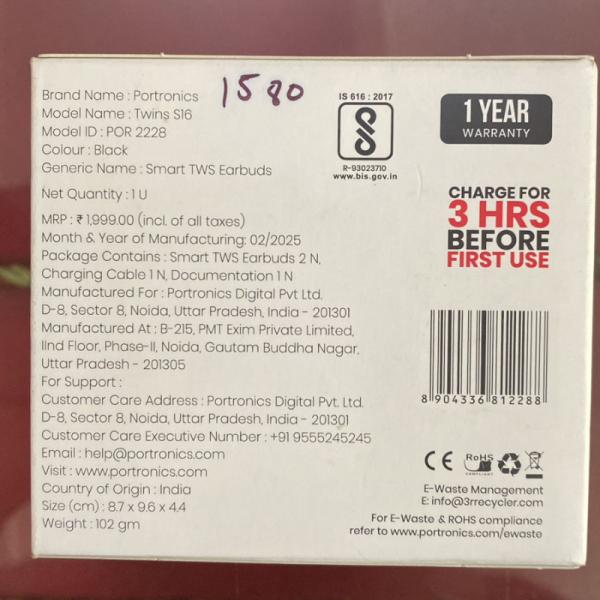 1580
Brand Name : Portronics
Model Name : Twins S16
Model ID : POR 2228
Colour : Black
Generic Name : Smart TWS Earbuds
Net Quantity : 1 U
MRP : ₹ 1,999.00 (incl. of all taxes)
Month & Year of Manufacturing: 02/2025
Package Contains : Smart TWS Earbuds 2 N,
Charging Cable 1 N, Documentation 1 N
Manufactured For : Portronics Digital Pvt Ltd.
D-8, Sector 8, Noida, Uttar Pradesh, India - 201301
Manufactured At : B-215, PMT Exim Private Limited,
IInd Floor, Phase-II, Noida, Gautam Buddha Nagar,
Uttar Pradesh - 201305
For Support :
Customer Care Address : Portronics Digital Pvt. Ltd.
D-8, Sector 8, Noida, Uttar Pradesh, India - 201301
Customer Care Executive Number : +91 9555245245
Email : help@portronics.com
Visit : www.portronics.com
Country of Origin : India
Size (cm) : 8.7 x 9.6 x 4.4
Weight : 102 gm
IS 616 : 2017
R-93023710
www.bis.gov.in
1 YEAR
WARRANTY
CHARGE FOR
3 HRS
BEFORE
FIRST USE
8 904336 812288
CE RoHS
COMPLIANT
E-Waste Management
E: info@3rrecycler.com
For E-Waste & ROHS compliance
refer to www.portronics.com/ewaste